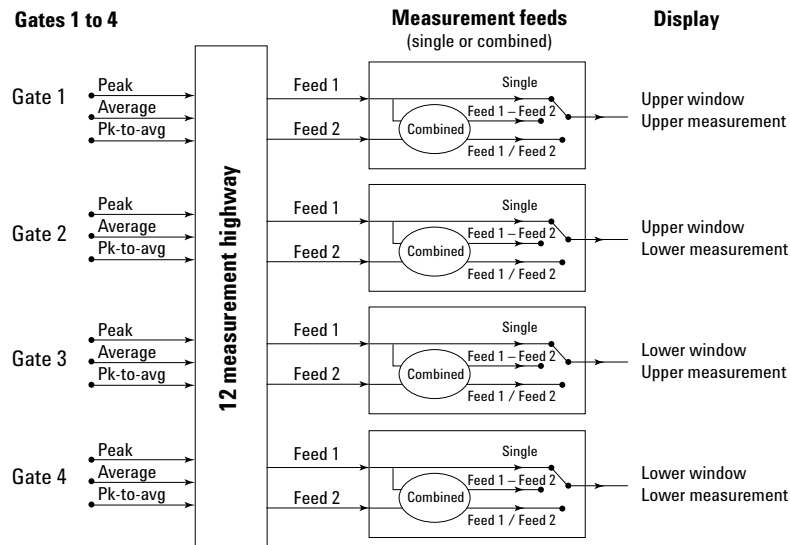 Gates 1 to 4
Measurement feeds
(single or combined)
Display
12 measurement highway
Gate 1
Peak
Average
Pk-to-avg
Feed 1
Feed 2
Single
Feed 1 – Feed 2
Combined
Feed 1 / Feed 2
Upper window
Upper measurement
Gate 2
Peak
Average
Pk-to-avg
Feed 1
Feed 2
Single
Feed 1 – Feed 2
Combined
Feed 1 / Feed 2
Upper window
Lower measurement
Gate 3
Peak
Average
Pk-to-avg
Feed 1
Feed 2
Single
Feed 1 – Feed 2
Combined
Feed 1 / Feed 2
Lower window
Upper measurement
Gate 4
Peak
Average
Pk-to-avg
Feed 1
Feed 2
Single
Feed 1 – Feed 2
Combined
Feed 1 / Feed 2
Lower window
Lower measurement